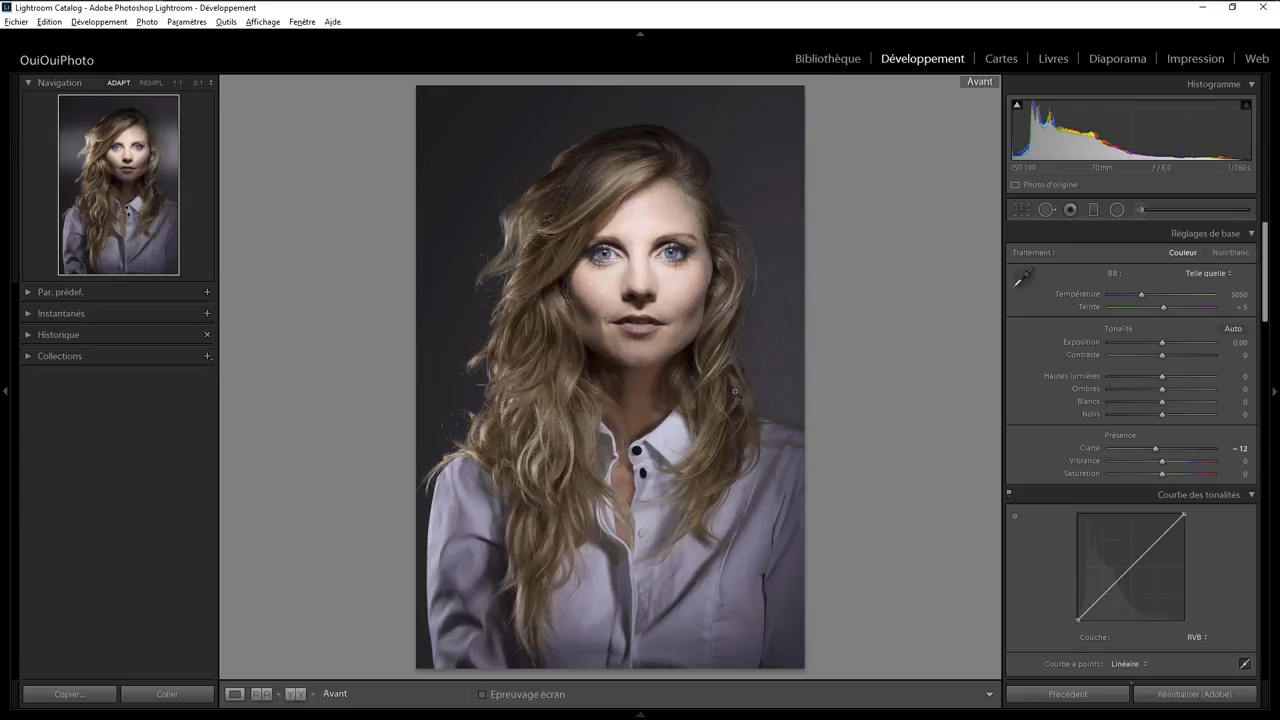 Lightroom Catalog - Adobe Photoshop Lightroom - Développement
Fichier Edition Développement Photo Paramètres Outils Affichage Fenêtre Aide
OuiOuiPhoto
Bibliothèque Développement Cartes Livres Diaporama Impression Web
Navigation ADAPT. REMPL. 1:1 3:1
Par. prédef.
Instantanés
Historique
Collections
Copier... Coller
Avant
Avant
Epreuvage écran
Histogramme
ISO 100 70mm ƒ / 8,0 1/160s
Photo d'origine
Réglages de base
Traitement : Couleur Noir/blanc
BB : Telle quelle
Température 5050
Teinte + 5
Tonalité Auto
Exposition 0,00
Contraste 0
Hautes lumières 0
Ombres 0
Blancs 0
Noirs 0
Présence
Clarté – 12
Vibrance 0
Saturation 0
Courbe des tonalités
Couche : RVB
Courbe à points : Linéaire
Précédent Réinitialiser (Adobe)